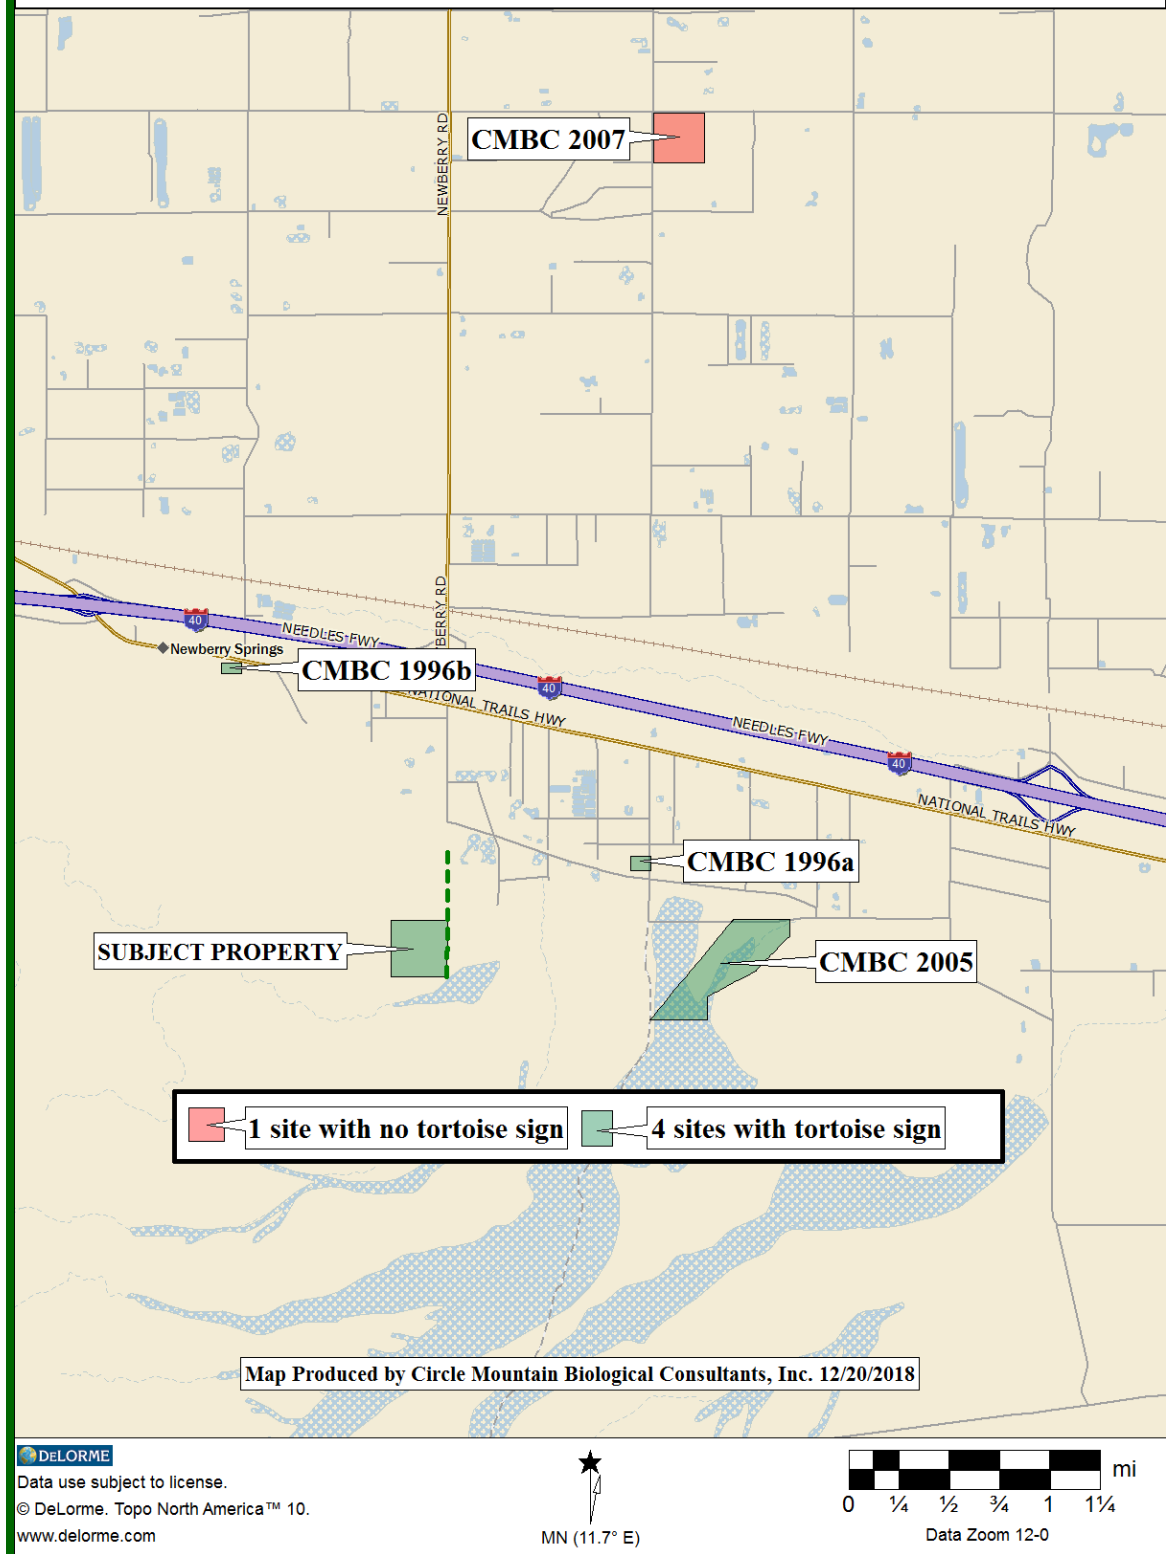 CMBC 2007
NEWBERRY RD
BERRY RD
40
NEEDLES FWY
Newberry Springs
CMBC 1996b
40
NATIONAL TRAILS HWY
NEEDLES FWY
40
NATIONAL TRAILS HWY
CMBC 1996a
SUBJECT PROPERTY
CMBC 2005
1 site with no tortoise sign
4 sites with tortoise sign
Map Produced by Circle Mountain Biological Consultants, Inc. 12/20/2018
DELORME
Data use subject to license.
© DeLorme. Topo North America™ 10.
www.delorme.com
MN (11.7° E)
mi
0 ¼ ½ ¾ 1 1¼
Data Zoom 12-0